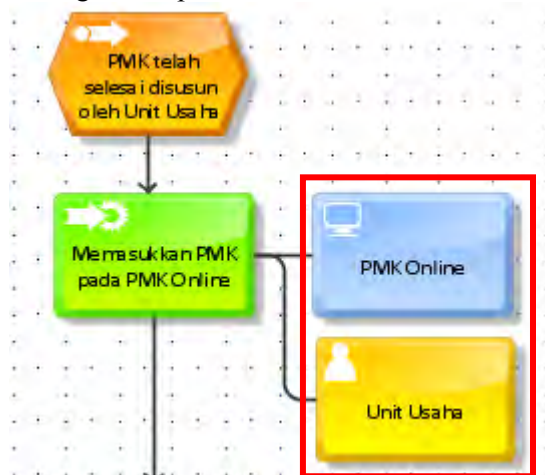 PMK telah
selesai disusun
oleh Unit Usaha
Memasukkan PMK
pada PMK Online
PMK Online
Unit Usaha